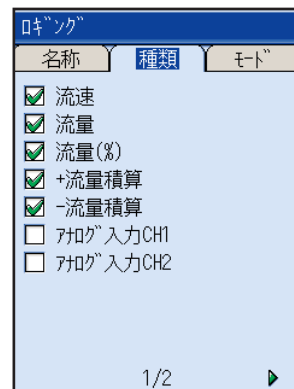 ﾛｷﾞﾝｸﾞ
名称 種類 ﾓｰﾄﾞ
流速
流量
流量(%)
+流量積算
-流量積算
ｱﾅﾛｸﾞ入力CH1
ｱﾅﾛｸﾞ入力CH2
1/2